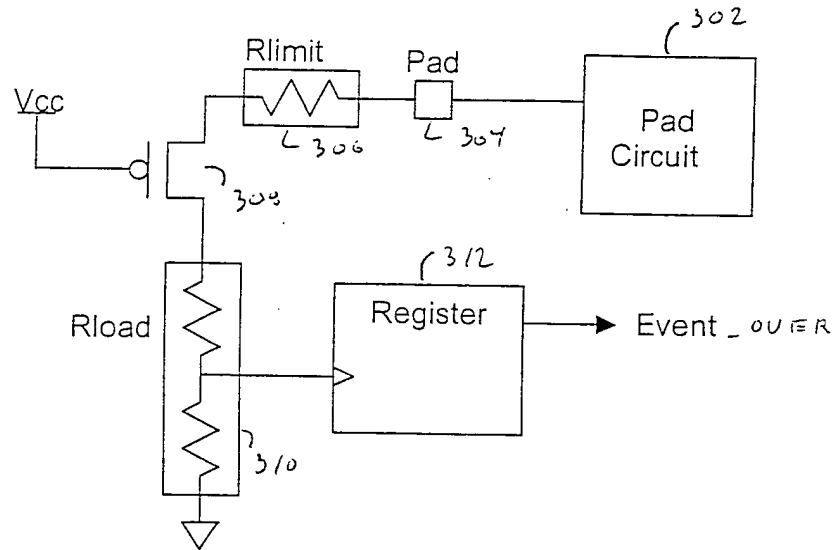 302
Rlimit
Pad
Vcc
306
304
Pad
Circuit
308
312
Register
Rload
Event_OVER
310